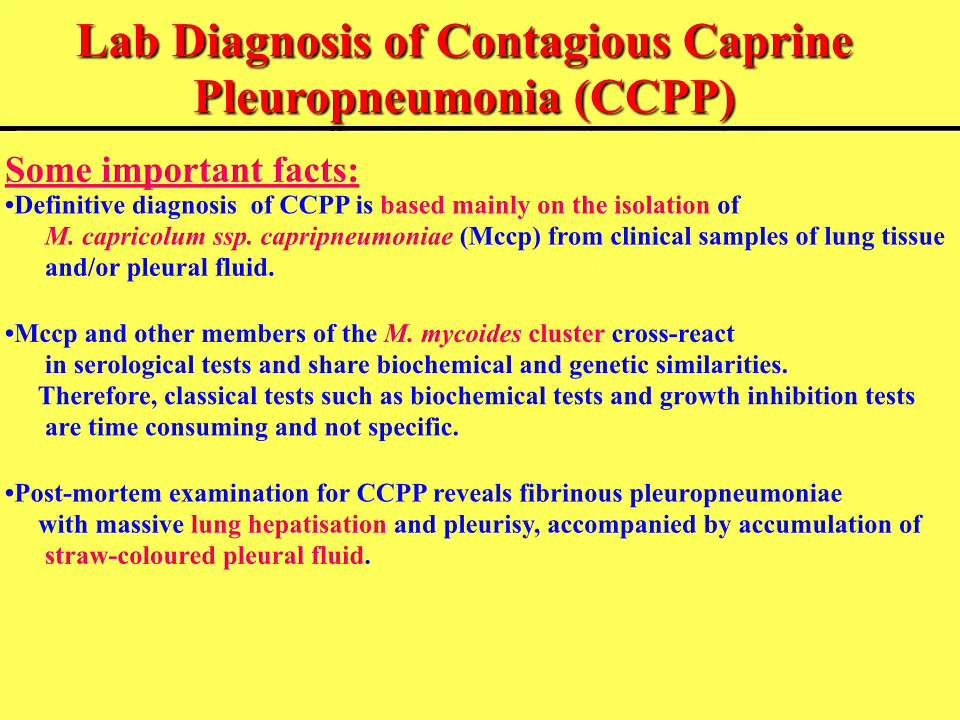 Lab Diagnosis of Contagious Caprine
Pleuropneumonia (CCPP)
Some important facts:
•Definitive diagnosis  of CCPP is based mainly on the isolation of
M. capricolum ssp. capripneumoniae (Mccp) from clinical samples of lung tissue
and/or pleural fluid.
•Mccp and other members of the M. mycoides cluster cross-react
in serological tests and share biochemical and genetic similarities.
Therefore, classical tests such as biochemical tests and growth inhibition tests
are time consuming and not specific.
•Post-mortem examination for CCPP reveals fibrinous pleuropneumoniae
with massive lung hepatisation and pleurisy, accompanied by accumulation of
straw-coloured pleural fluid.